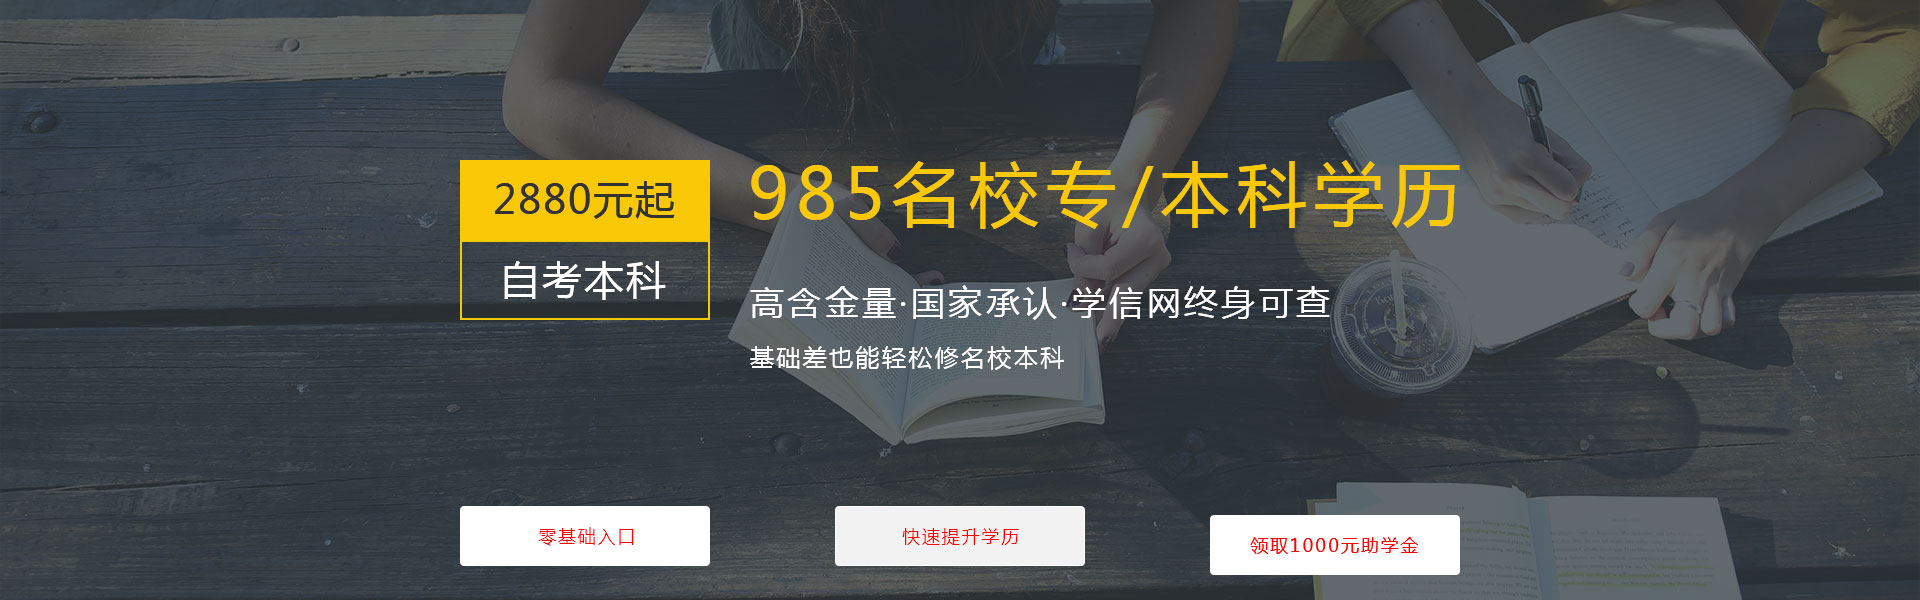 2880元起
自考本科
985名校专/本科学历
高含金量·国家承认·学信网终身可查
基础差也能轻松修名校本科
零基础入口
快速提升学历
领取1000元助学金